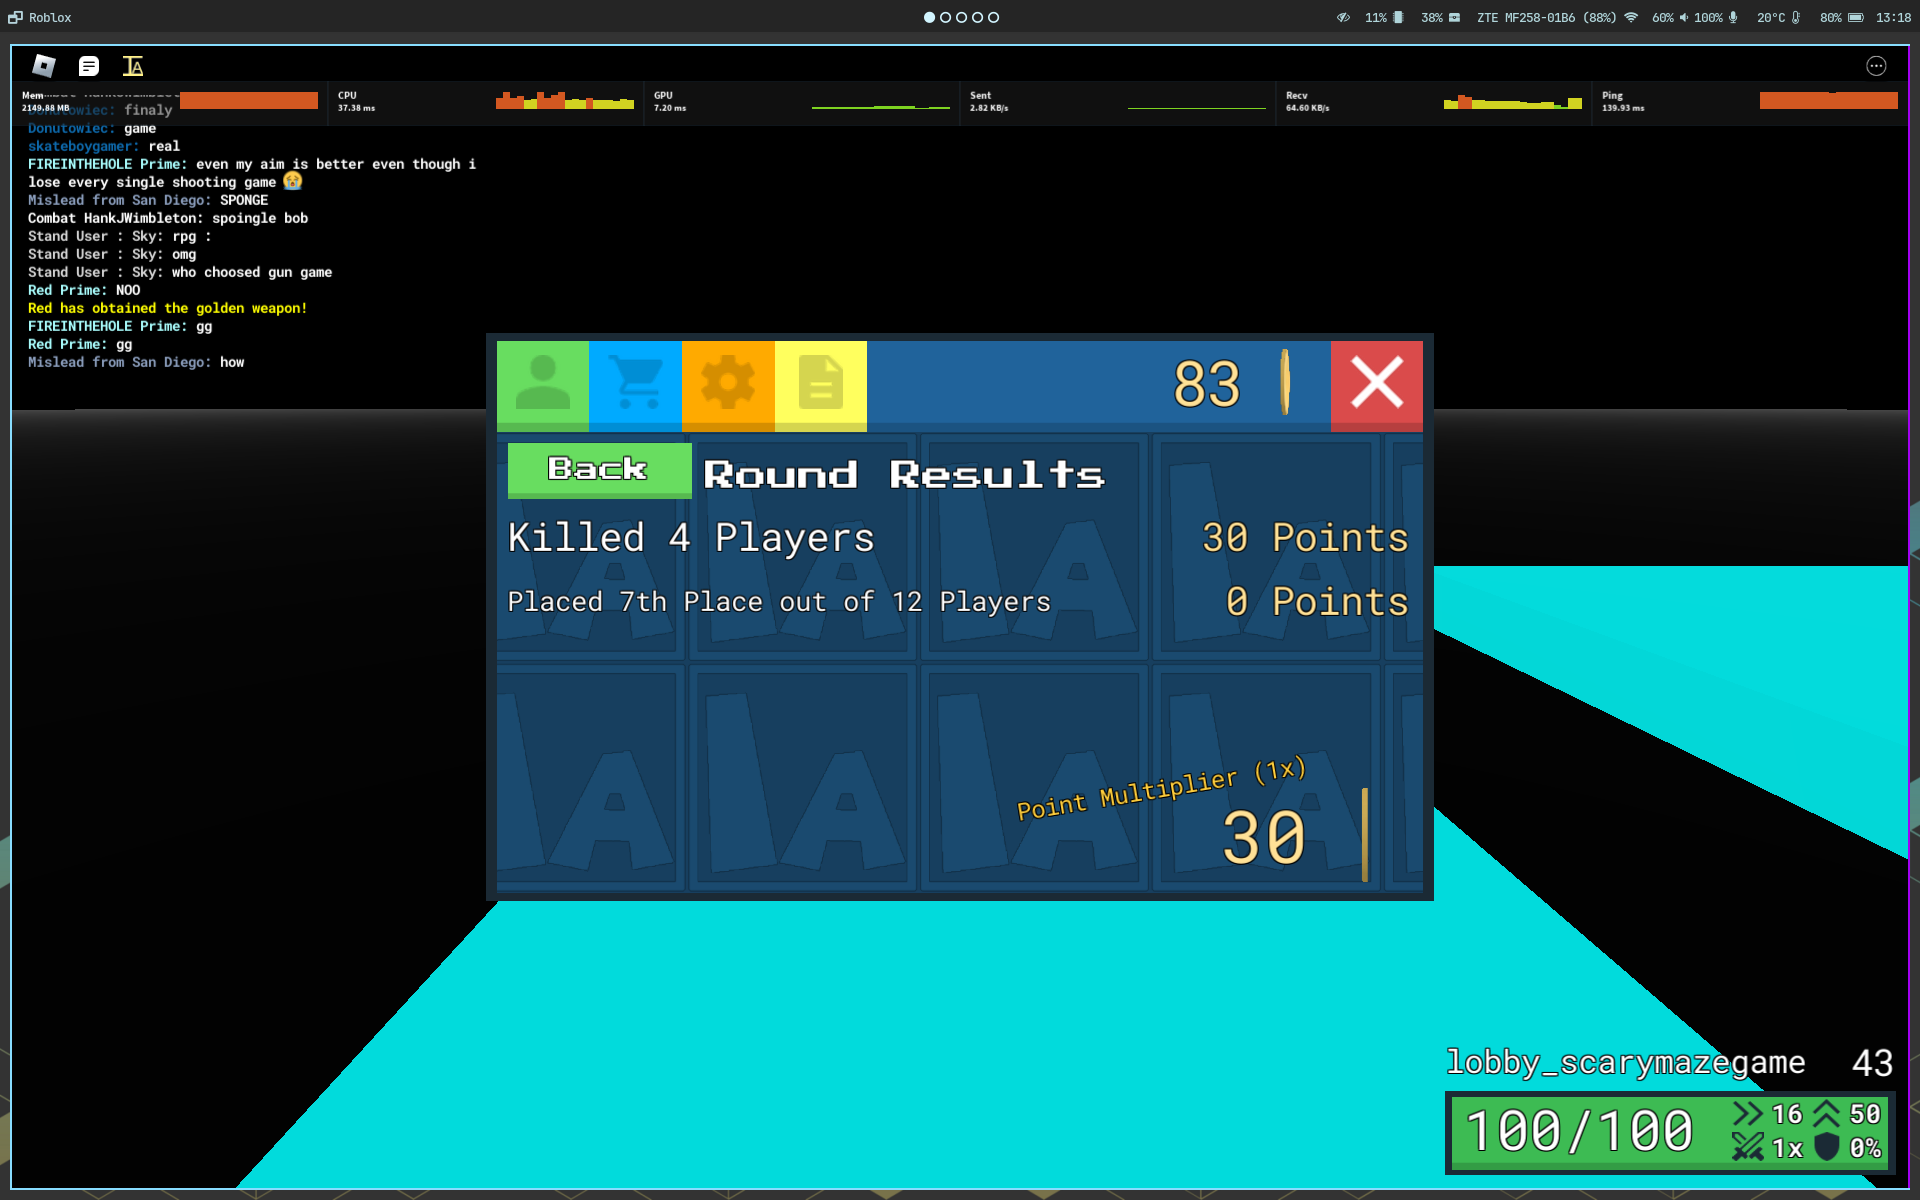 Roblox
11%
38%
ZTE MF258-01B6 (88%)
60%
100%
20°C
80%
13:18
Mem
2149.88 MB
CPU
37.38 ms
GPU
7.20 ms
Sent
2.82 KB/s
Recv
64.60 KB/s
Ping
139.93 ms
Donutowiec: finaly
Donutowiec: game
skateboygamer: real
FIREINTHEHOLE Prime: even my aim is better even though i
lose every single shooting game 😭
Mislead from San Diego: SPONGE
Combat HankJWimbleton: spoingle bob
Stand User : Sky: rpg :
Stand User : Sky: omg
Stand User : Sky: who choosed gun game
Red Prime: NOO
Red has obtained the golden weapon!
FIREINTHEHOLE Prime: gg
Red Prime: gg
Mislead from San Diego: how
83
Back
Round Results
Killed 4 Players
30 Points
Placed 7th Place out of 12 Players
0 Points
Point Multiplier (1x)
30
lobby_scarymazegame
43
100/100
16
50
1x
0%